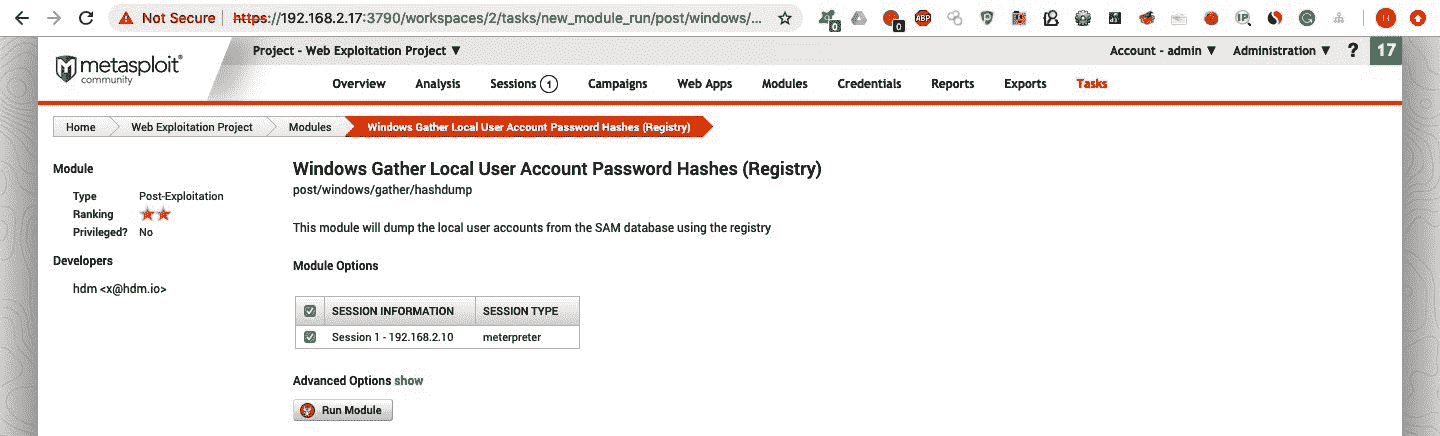 Not Secure https://192.168.2.17:3790/workspaces/2/tasks/new_module_run/post/windows/...
0 0 ABP IP
metasploit®
community
Project - Web Exploitation Project ▼ Account - admin ▼ Administration ▼ ? 17
Overview Analysis Sessions 1 Campaigns Web Apps Modules Credentials Reports Exports Tasks
Home Web Exploitation Project Modules Windows Gather Local User Account Password Hashes (Registry)
Module
Type Post-Exploitation
Ranking
Privileged? No
Developers
hdm <x@hdm.io>
Windows Gather Local User Account Password Hashes (Registry)
post/windows/gather/hashdump
This module will dump the local user accounts from the SAM database using the registry
Module Options
SESSION INFORMATION SESSION TYPE
Session 1 - 192.168.2.10 meterpreter
Advanced Options show
Run Module